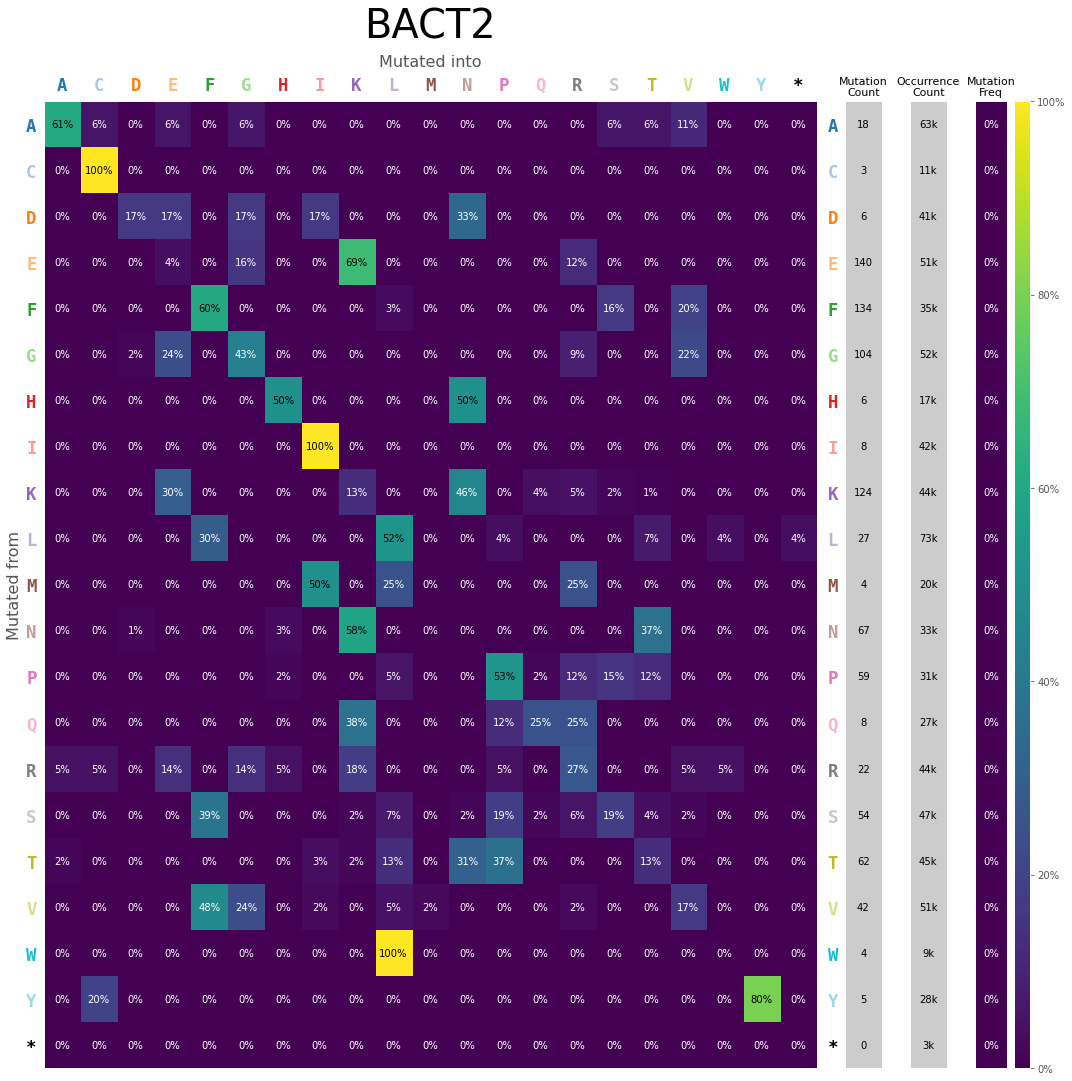 BACT2
Mutated into
A C D E F G H I K L M N P Q R S T V W Y *
Mutation Count Occurrence Count Mutation Freq
100%
A 61% 6% 0% 6% 0% 6% 0% 0% 0% 0% 0% 0% 0% 0% 0% 6% 6% 11% 0% 0% 0% A 18 63k 0%
C 0% 100% 0% 0% 0% 0% 0% 0% 0% 0% 0% 0% 0% 0% 0% 0% 0% 0% 0% 0% 0% C 3 11k 0%
D 0% 0% 17% 17% 0% 17% 0% 17% 0% 0% 0% 33% 0% 0% 0% 0% 0% 0% 0% 0% 0% D 6 41k 0%
E 0% 0% 0% 4% 0% 16% 0% 0% 69% 0% 0% 0% 0% 0% 12% 0% 0% 0% 0% 0% 0% E 140 51k 0%
80%
F 0% 0% 0% 0% 60% 0% 0% 0% 0% 3% 0% 0% 0% 0% 0% 16% 0% 20% 0% 0% 0% F 134 35k 0%
G 0% 0% 2% 24% 0% 43% 0% 0% 0% 0% 0% 0% 0% 0% 9% 0% 0% 22% 0% 0% 0% G 104 52k 0%
H 0% 0% 0% 0% 0% 0% 50% 0% 0% 0% 0% 50% 0% 0% 0% 0% 0% 0% 0% 0% 0% H 6 17k 0%
I 0% 0% 0% 0% 0% 0% 0% 100% 0% 0% 0% 0% 0% 0% 0% 0% 0% 0% 0% 0% 0% I 8 42k 0%
60%
K 0% 0% 0% 30% 0% 0% 0% 0% 13% 0% 0% 46% 0% 4% 5% 2% 1% 0% 0% 0% 0% K 124 44k 0%
L 0% 0% 0% 0% 30% 0% 0% 0% 0% 52% 0% 0% 4% 0% 0% 0% 7% 0% 4% 0% 4% L 27 73k 0%
Mutated from
M 0% 0% 0% 0% 0% 0% 0% 50% 0% 25% 0% 0% 0% 0% 25% 0% 0% 0% 0% 0% 0% M 4 20k 0%
N 0% 0% 1% 0% 0% 0% 3% 0% 58% 0% 0% 0% 0% 0% 0% 0% 37% 0% 0% 0% 0% N 67 33k 0%
P 0% 0% 0% 0% 0% 0% 2% 0% 0% 5% 0% 0% 53% 2% 12% 15% 12% 0% 0% 0% 0% P 59 31k 0%
40%
Q 0% 0% 0% 0% 0% 0% 0% 0% 38% 0% 0% 0% 12% 25% 25% 0% 0% 0% 0% 0% 0% Q 8 27k 0%
R 5% 5% 0% 14% 0% 14% 5% 0% 18% 0% 0% 0% 5% 0% 27% 0% 0% 5% 5% 0% 0% R 22 44k 0%
S 0% 0% 0% 0% 39% 0% 0% 0% 2% 7% 0% 2% 19% 2% 6% 19% 4% 2% 0% 0% 0% S 54 47k 0%
T 2% 0% 0% 0% 0% 0% 0% 3% 2% 13% 0% 31% 37% 0% 0% 0% 13% 0% 0% 0% 0% T 62 45k 0%
20%
V 0% 0% 0% 0% 48% 24% 0% 2% 0% 5% 2% 0% 0% 0% 2% 0% 0% 17% 0% 0% 0% V 42 51k 0%
W 0% 0% 0% 0% 0% 0% 0% 0% 0% 100% 0% 0% 0% 0% 0% 0% 0% 0% 0% 0% 0% W 4 9k 0%
Y 0% 20% 0% 0% 0% 0% 0% 0% 0% 0% 0% 0% 0% 0% 0% 0% 0% 0% 0% 80% 0% Y 5 28k 0%
* 0% 0% 0% 0% 0% 0% 0% 0% 0% 0% 0% 0% 0% 0% 0% 0% 0% 0% 0% 0% 0% * 0 3k 0%
0%